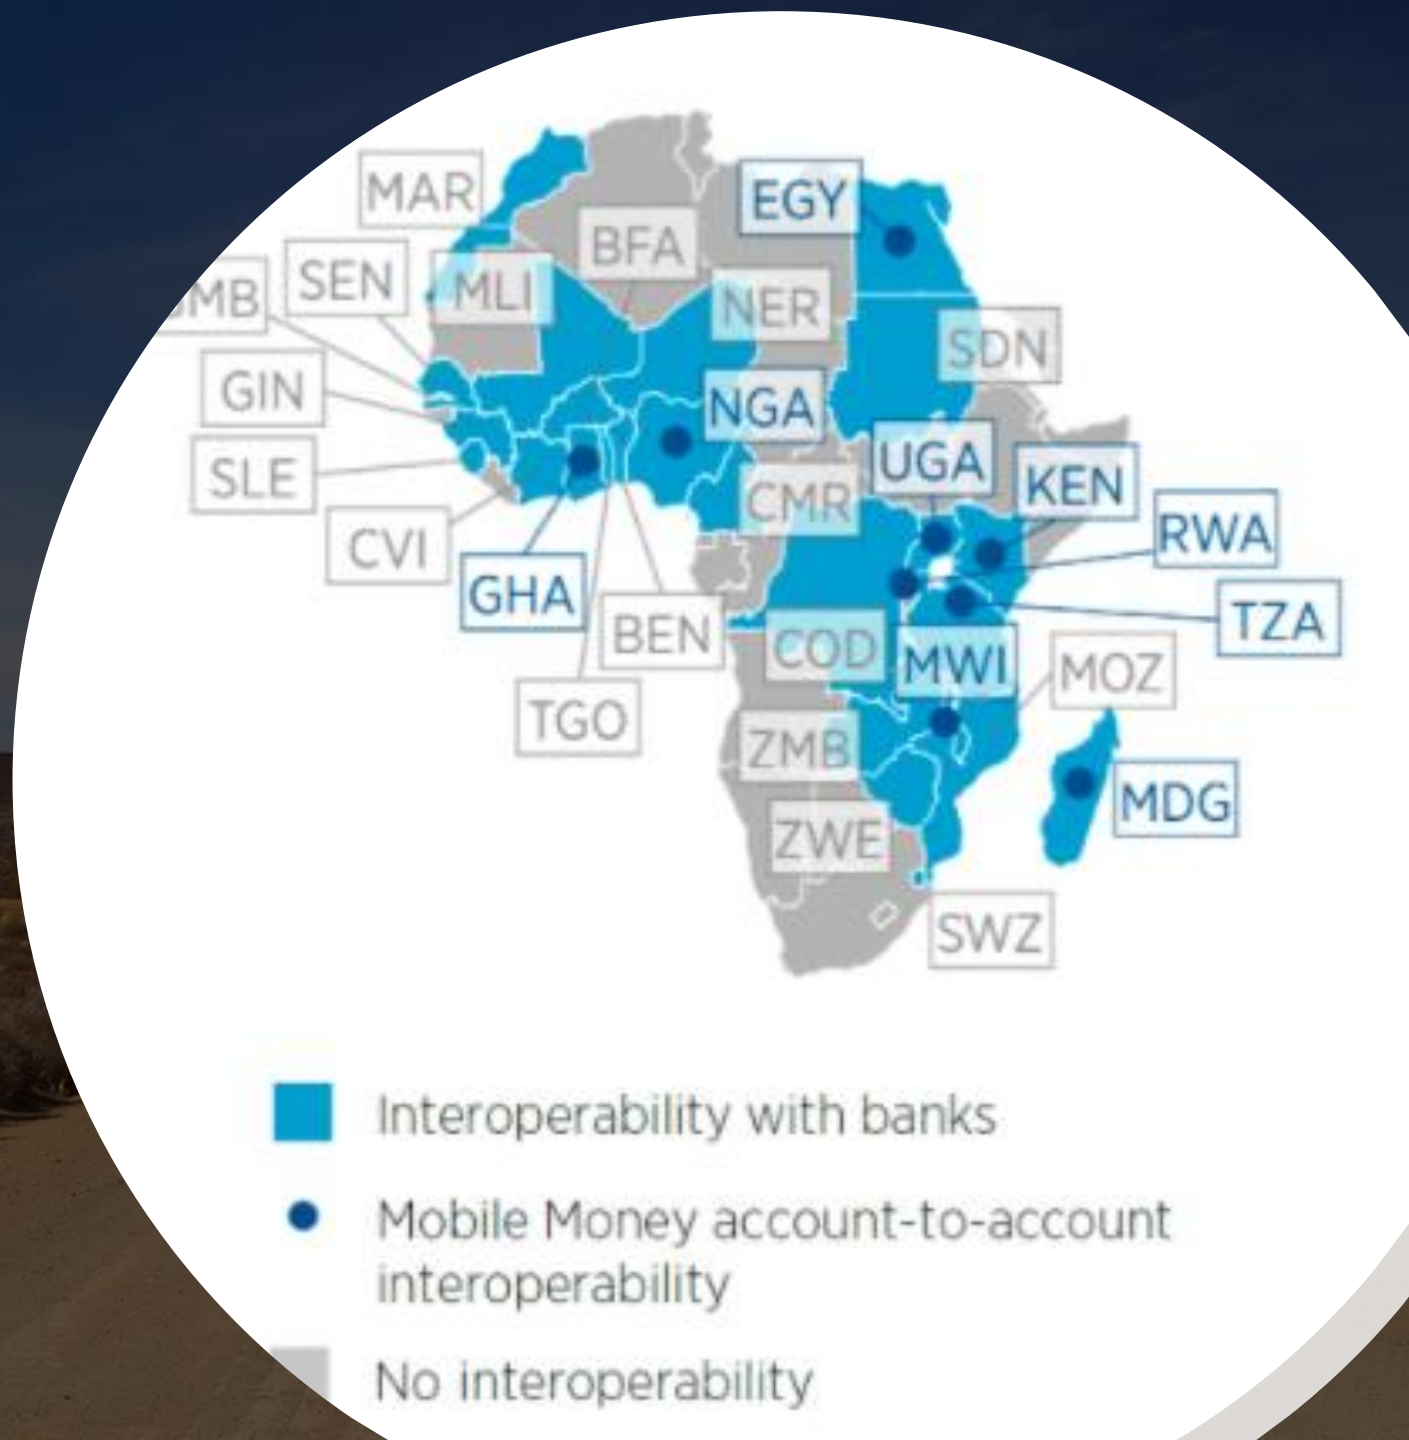 MAR
EGY
BFA
SEN
MLI
NER
SDN
GIN
NGA
UGA
KEN
SLE
CMR
RWA
CVI
GHA
TZA
BEN
COD
MWI
MOZ
TGO
ZMB
MDG
ZWE
SWZ
Interoperability with banks
Mobile Money account-to-account
interoperability
No interoperability